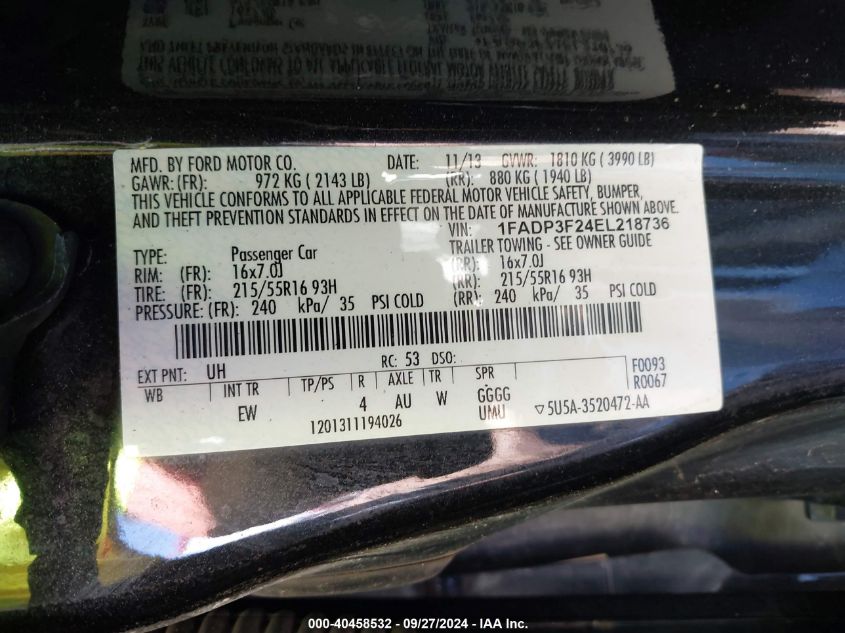 MFD. BY FORD MOTOR CO. DATE: 11/13 GVWR: 1810 KG ( 3990 LB)
GAWR: (FR): 972 KG ( 2143 LB) (RR): 880 KG ( 1940 LB)
THIS VEHICLE CONFORMS TO ALL APPLICABLE FEDERAL MOTOR VEHICLE SAFETY, BUMPER,
AND THEFT PREVENTION STANDARDS IN EFFECT ON THE DATE OF MANUFACTURE SHOWN ABOVE.
VIN: 1FADP3F24EL218736
TYPE: Passenger Car TRAILER TOWING - SEE OWNER GUIDE
RIM: (FR): 16x7.0J (RR): 16x7.0J
TIRE: (FR): 215/55R16 93H (RR): 215/55R16 93H
PRESSURE: (FR): 240 kPa/ 35 PSI COLD (RR): 240 kPa/ 35 PSI COLD
EXT PNT: UH RC: 53 DSO: F0093
WB INT TR TP/PS R AXLE TR SPR R0067
EW 4 AU W GGGG
1201311194026 UMU ▽5U5A-3520472-AA
000-40458532 - 09/27/2024 - IAA Inc.